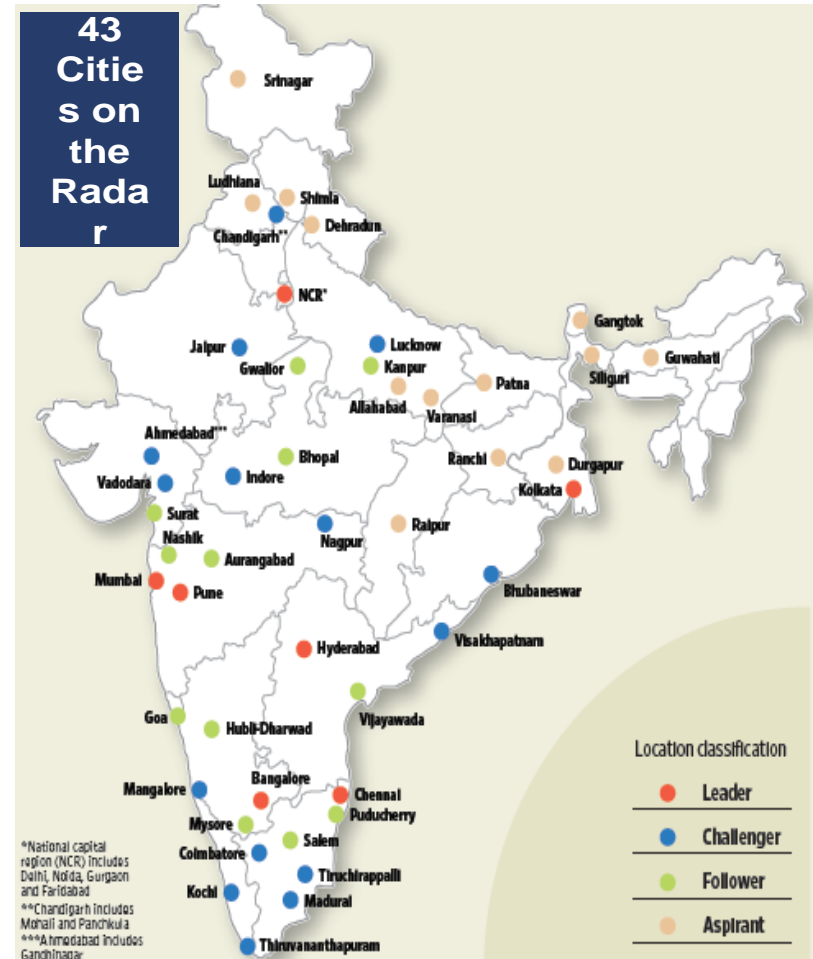 43
Citie
s on
the
Rada
r
Srinagar
Ludhiana
Shimla
Chandigarh**
Dehradun
NCR*
Jaipur
Lucknow
Gwalior
Kanpur
Allahabad
Varanasi
Patna
Gangtok
Siliguri
Guwahati
Ahmedabad***
Vadodara
Indore
Bhopal
Ranchi
Durgapur
Kolkata
Surat
Nashik
Aurangabad
Nagpur
Raipur
Mumbai
Pune
Bhubaneswar
Hyderabad
Visakhapatnam
Goa
Hubli-Dharwad
Vijayawada
Mangalore
Bangalore
Chennai
Mysore
Puducherry
Coimbatore
Salem
Kochi
Tiruchirappalli
Madurai
Thiruvananthapuram
Location classification
Leader
Challenger
Follower
Aspirant
*National capital
region (NCR) includes
Delhi, Noida, Gurgaon
and Faridabad
**Chandigarh includes
Mohali and Panchkula
***Ahmedabad includes
Gandhinagar